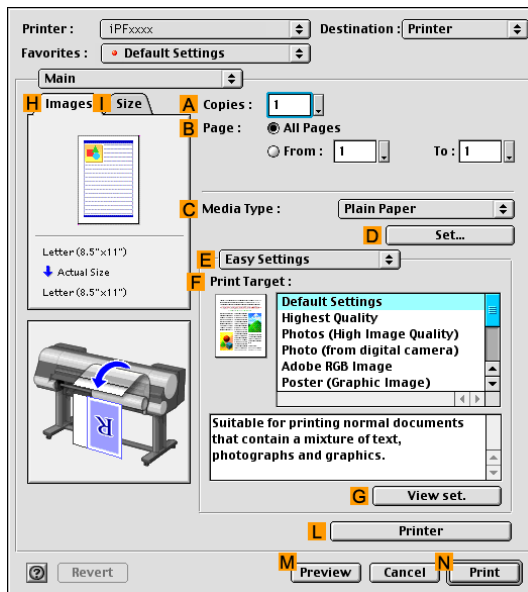 Printer : iPFxxxx Destination : Printer
Favorites : Default Settings
Main
H Images I Size
A Copies : 1
B Page : All Pages
From : 1 To : 1
C Media Type : Plain Paper
D Set...
Letter (8.5"x11")
Actual Size
Letter (8.5"x11")
E Easy Settings
F Print Target :
Default Settings
Highest Quality
Photos (High Image Quality)
Photo (from digital camera)
Adobe RGB Image
Poster (Graphic Image)
R
Suitable for printing normal documents
that contain a mixture of text,
photographs and graphics.
G View set.
L Printer
? Revert M Preview Cancel N Print